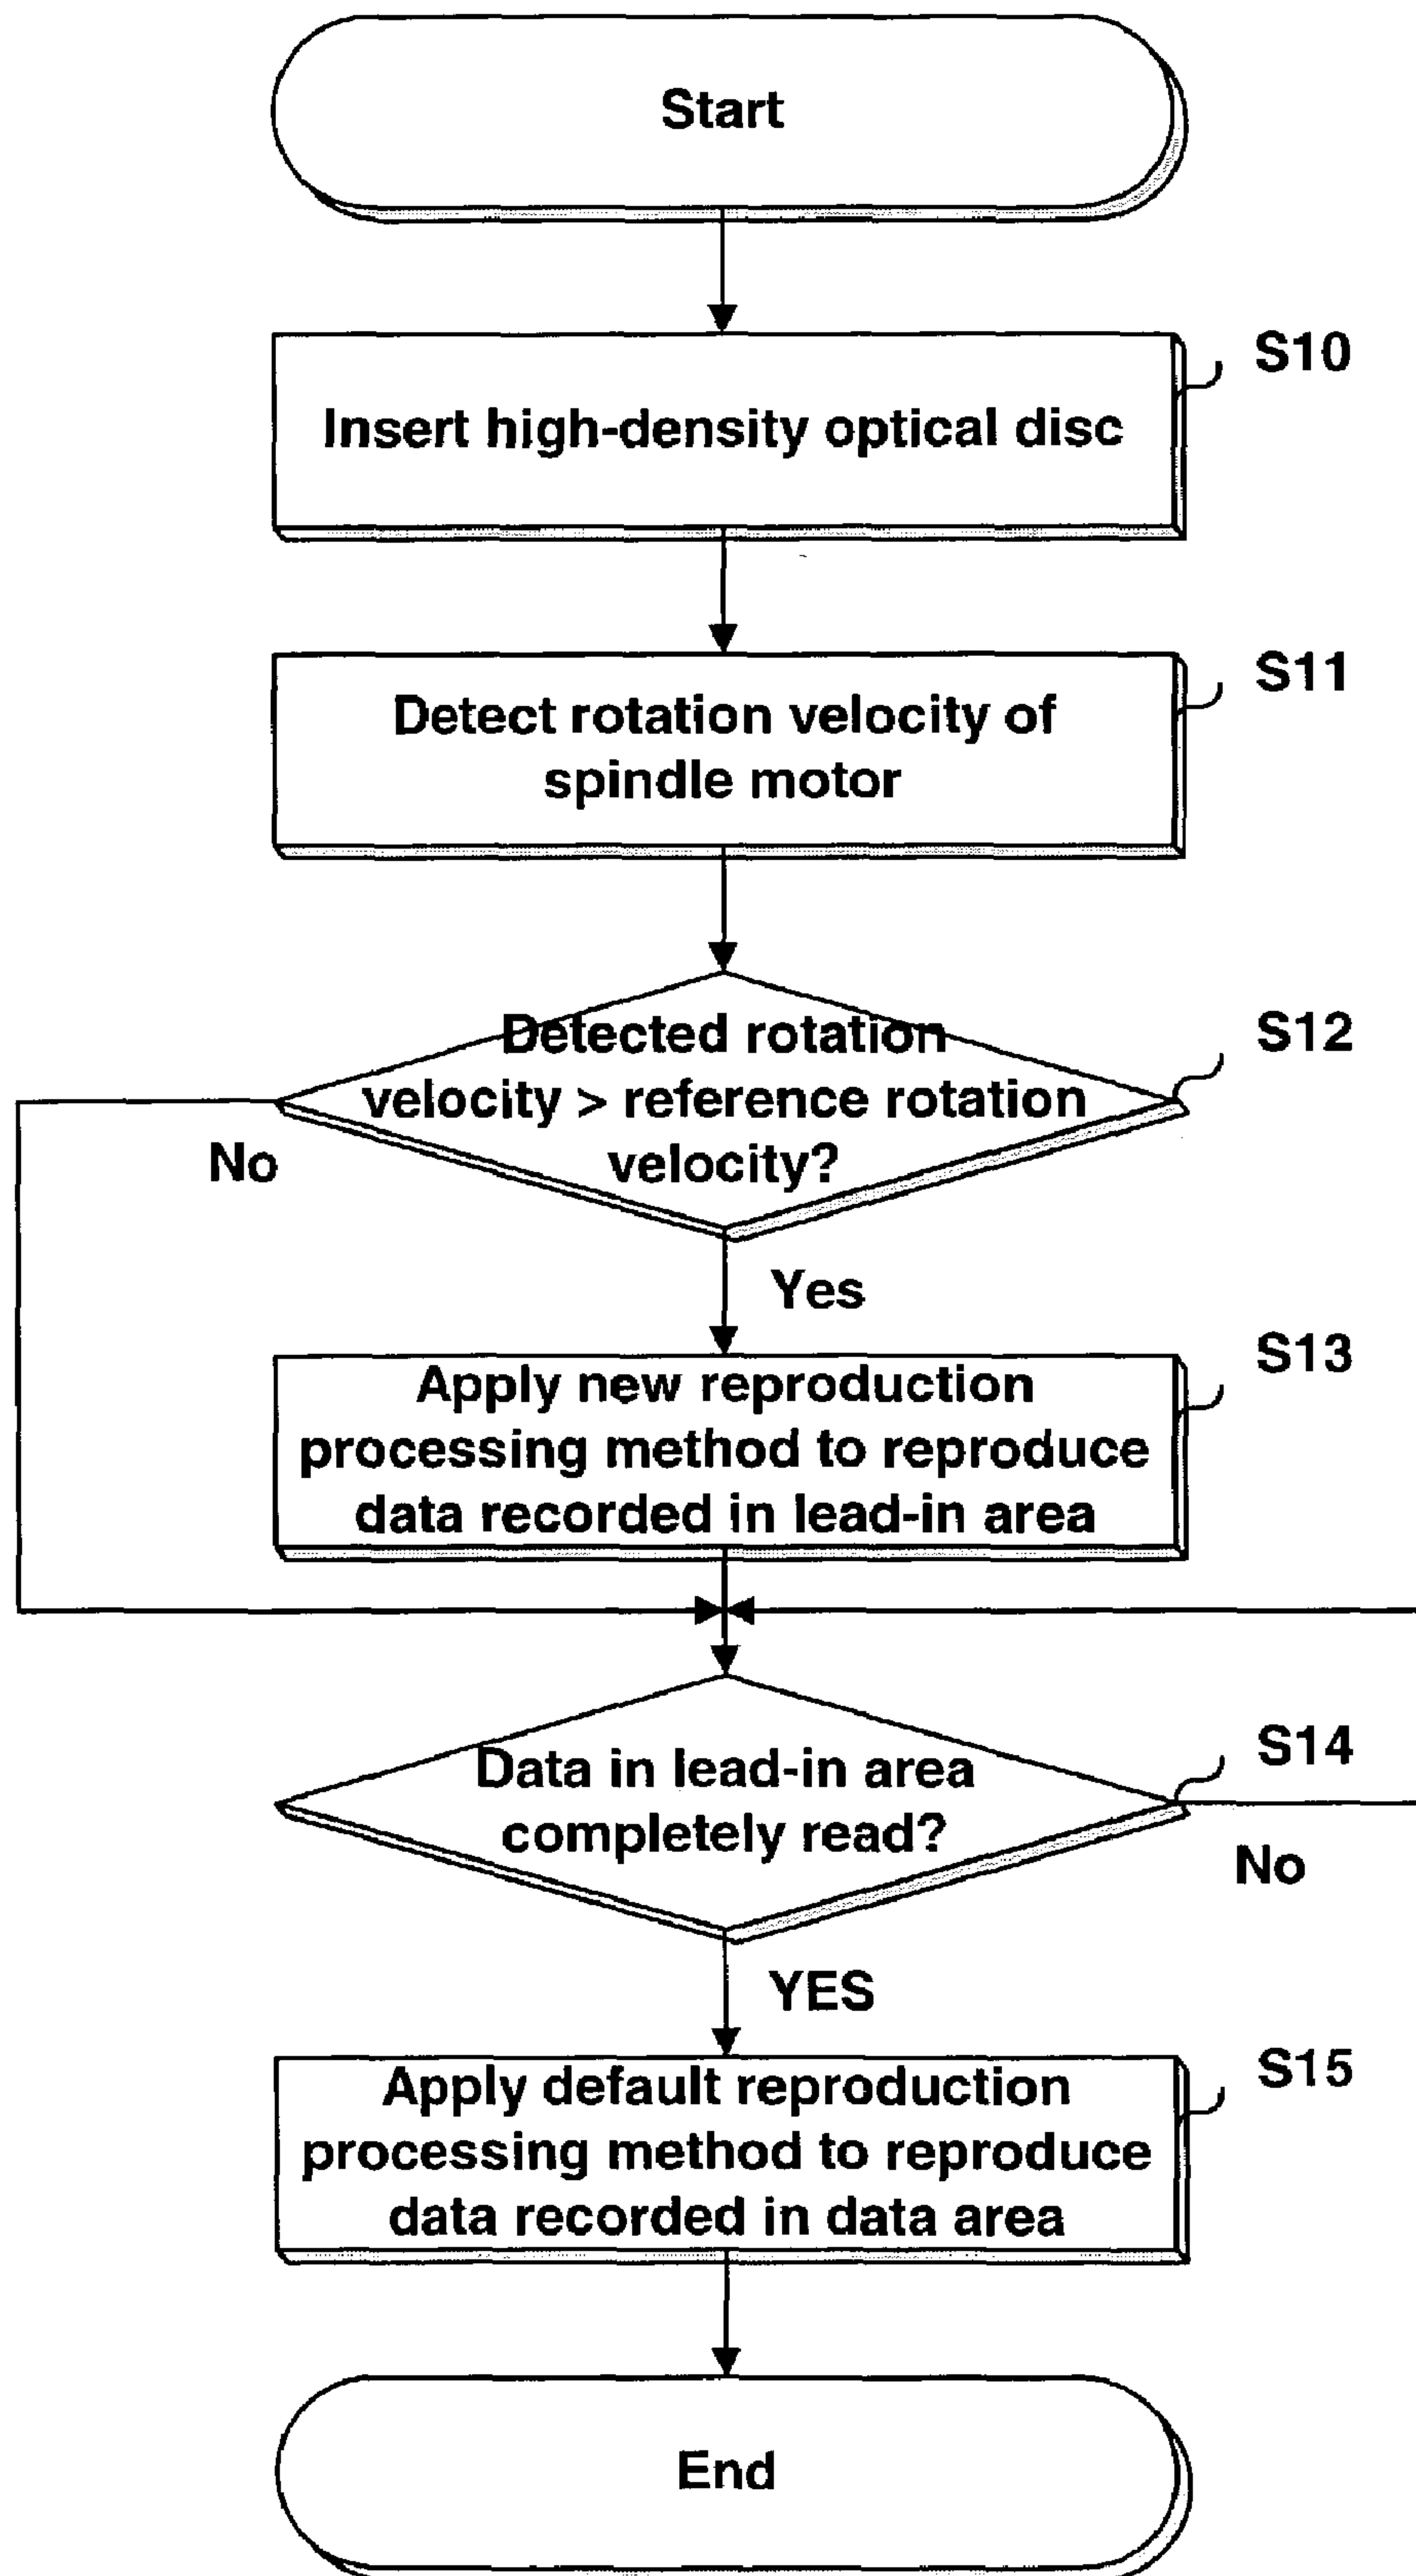 Start
S10
Insert high-density optical disc
S11
Detect rotation velocity of
spindle motor
S12
Detected rotation
velocity > reference rotation
velocity?
No
Yes
S13
Apply new reproduction
processing method to reproduce
data recorded in lead-in area
S14
Data in lead-in area
completely read?
No
YES
S15
Apply default reproduction
processing method to reproduce
data recorded in data area
End